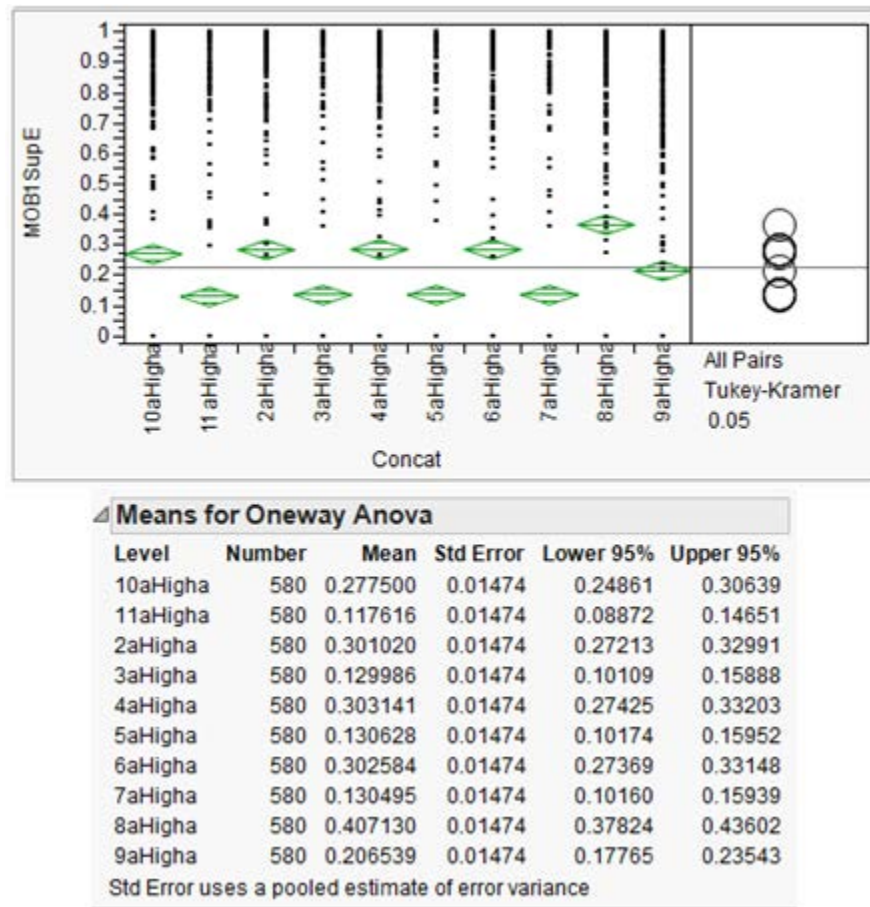 1
0.9
0.8
0.7
0.6
0.5
0.4
0.3
0.2
0.1
0
MOB1SupE
10aHigha
11aHigha
2aHigha
3aHigha
4aHigha
5aHigha
6aHigha
7aHigha
8aHigha
9aHigha
All Pairs
Tukey-Kramer
0.05
Concat
Means for Oneway Anova
Level Number Mean Std Error Lower 95% Upper 95%
10aHigha 580 0.277500 0.01474 0.24861 0.30639
11aHigha 580 0.117616 0.01474 0.08872 0.14651
2aHigha 580 0.301020 0.01474 0.27213 0.32991
3aHigha 580 0.129986 0.01474 0.10109 0.15888
4aHigha 580 0.303141 0.01474 0.27425 0.33203
5aHigha 580 0.130628 0.01474 0.10174 0.15952
6aHigha 580 0.302584 0.01474 0.27369 0.33148
7aHigha 580 0.130495 0.01474 0.10160 0.15939
8aHigha 580 0.407130 0.01474 0.37824 0.43602
9aHigha 580 0.206539 0.01474 0.17765 0.23543
Std Error uses a pooled estimate of error variance